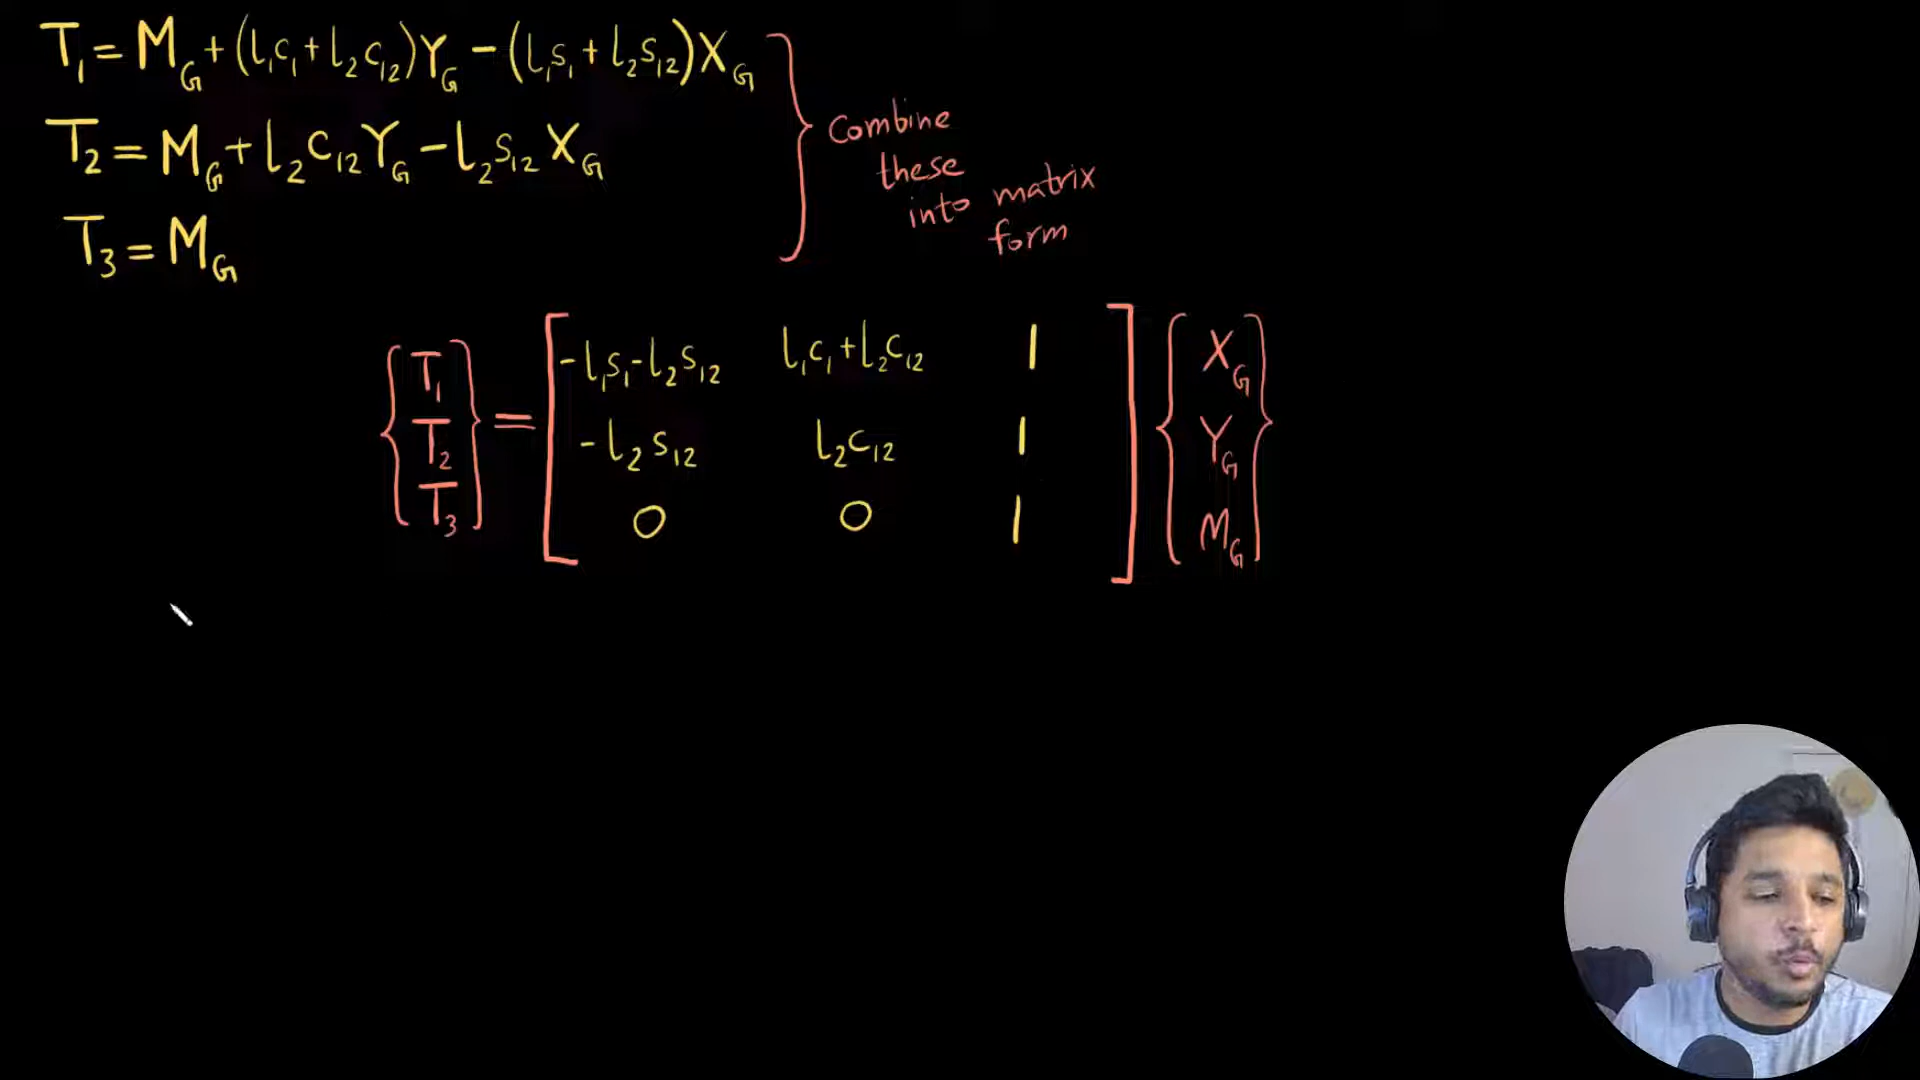 T₁ = M_G + (l₁c₁ + l₂c₁₂)Y_G − (l₁s₁ + l₂s₁₂)X_G
T₂ = M_G + l₂c₁₂Y_G − l₂s₁₂X_G
T₃ = M_G
Combine
these
into matrix
form
{T₁ T₂ T₃} =
[−l₁s₁−l₂s₁₂ l₁c₁+l₂c₁₂ 1
−l₂s₁₂ l₂c₁₂ 1
0 0 1]
{X_G Y_G M_G}